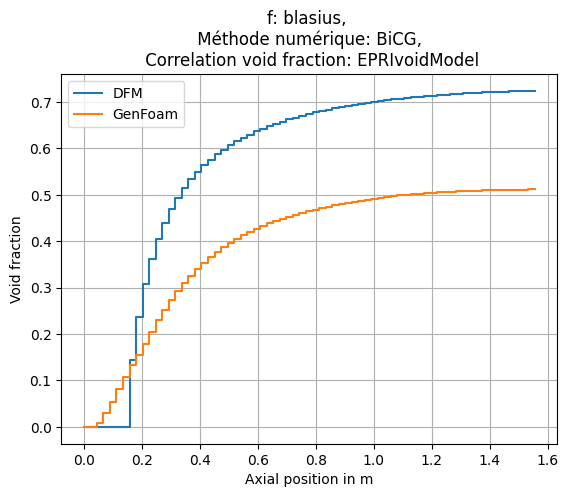 f: blasius,
Méthode numérique: BiCG,
Correlation void fraction: EPRIvoidModel
DFM
GenFoam
Void fraction
0.7
0.6
0.5
0.4
0.3
0.2
0.1
0.0
0.0 0.2 0.4 0.6 0.8 1.0 1.2 1.4 1.6
Axial position in m